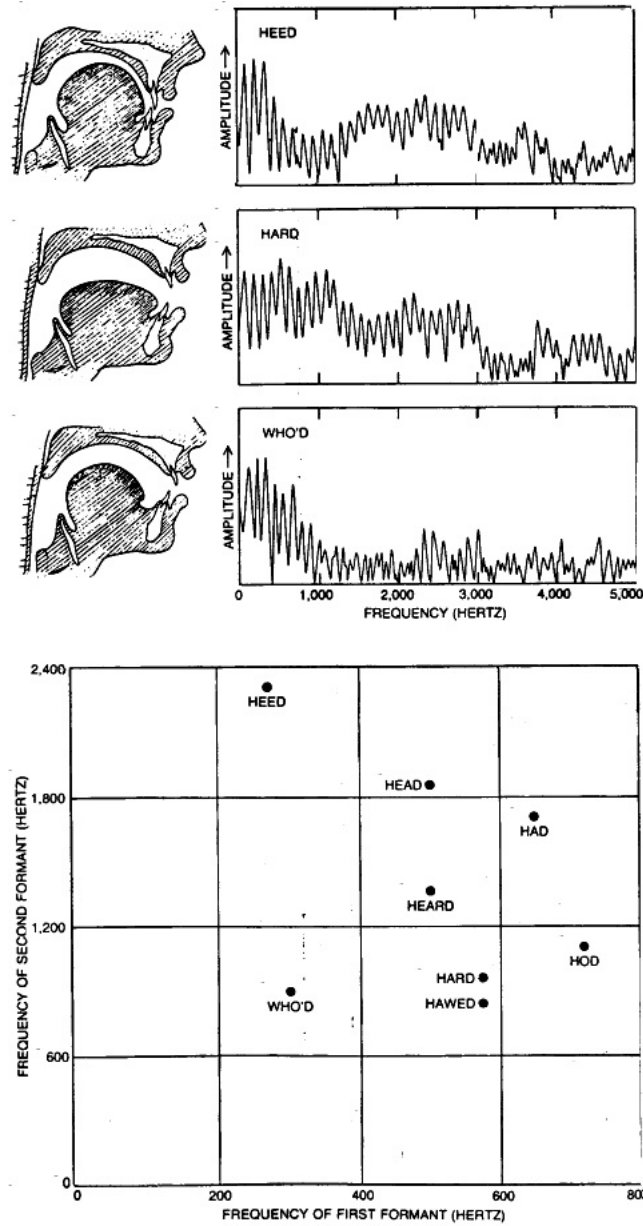 HEED
AMPLITUDE →
HARD
AMPLITUDE →
WHO'D
AMPLITUDE →
0 1,000 2,000 3,000 4,000 5,000
FREQUENCY (HERTZ)
2,400
HEED
HEAD
1,800
HAD
HEARD
1,200
HOD
HARD
WHO'D
HAWED
600
0
0 200 400 600 800
FREQUENCY OF SECOND FORMANT (HERTZ)
FREQUENCY OF FIRST FORMANT (HERTZ)